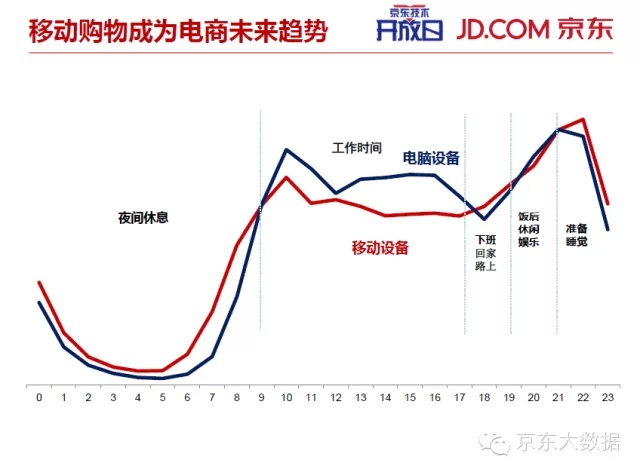 移动购物成为电商未来趋势
京东技术
开放日
JD.COM 京东
工作时间
电脑设备
夜间休息
移动设备
下班
回家
路上
饭后
休闲
娱乐
准备
睡觉
0 1 2 3 4 5 6 7 8 9 10 11 12 13 14 15 16 17 18 19 20 21 22 23
京东大数据